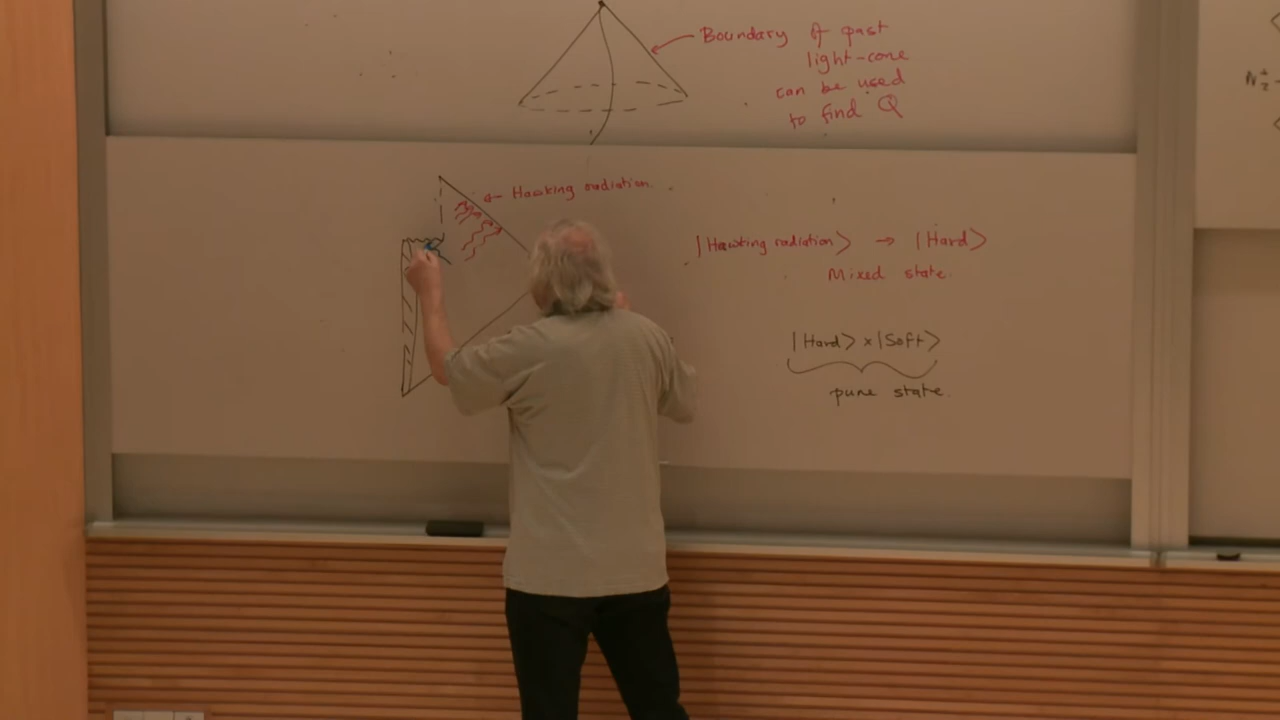 Boundary of past
light-cone
can be used
to find Q
← Hawking radiation.
|Hawking radiation⟩ → |Hard⟩
Mixed state.
|Hard⟩ × |Soft⟩
pure state.